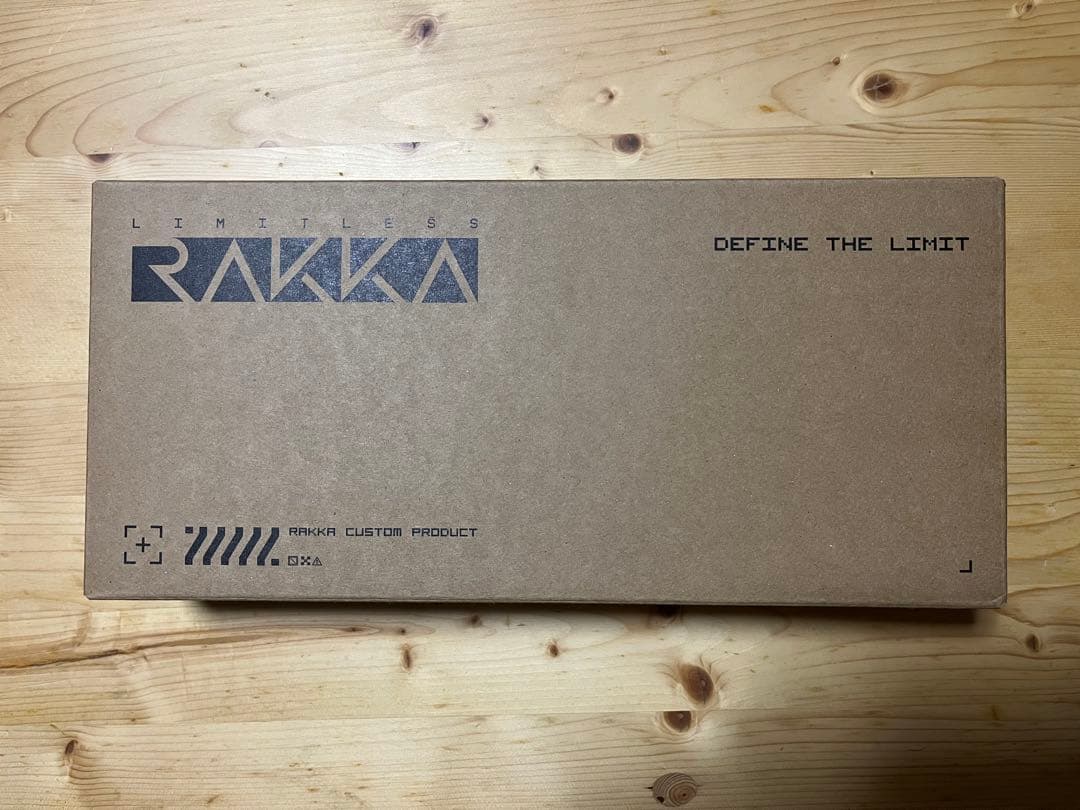 LIMITLESS
RAKKA
DEFINE THE LIMIT
RAKKA CUSTOM PRODUCT